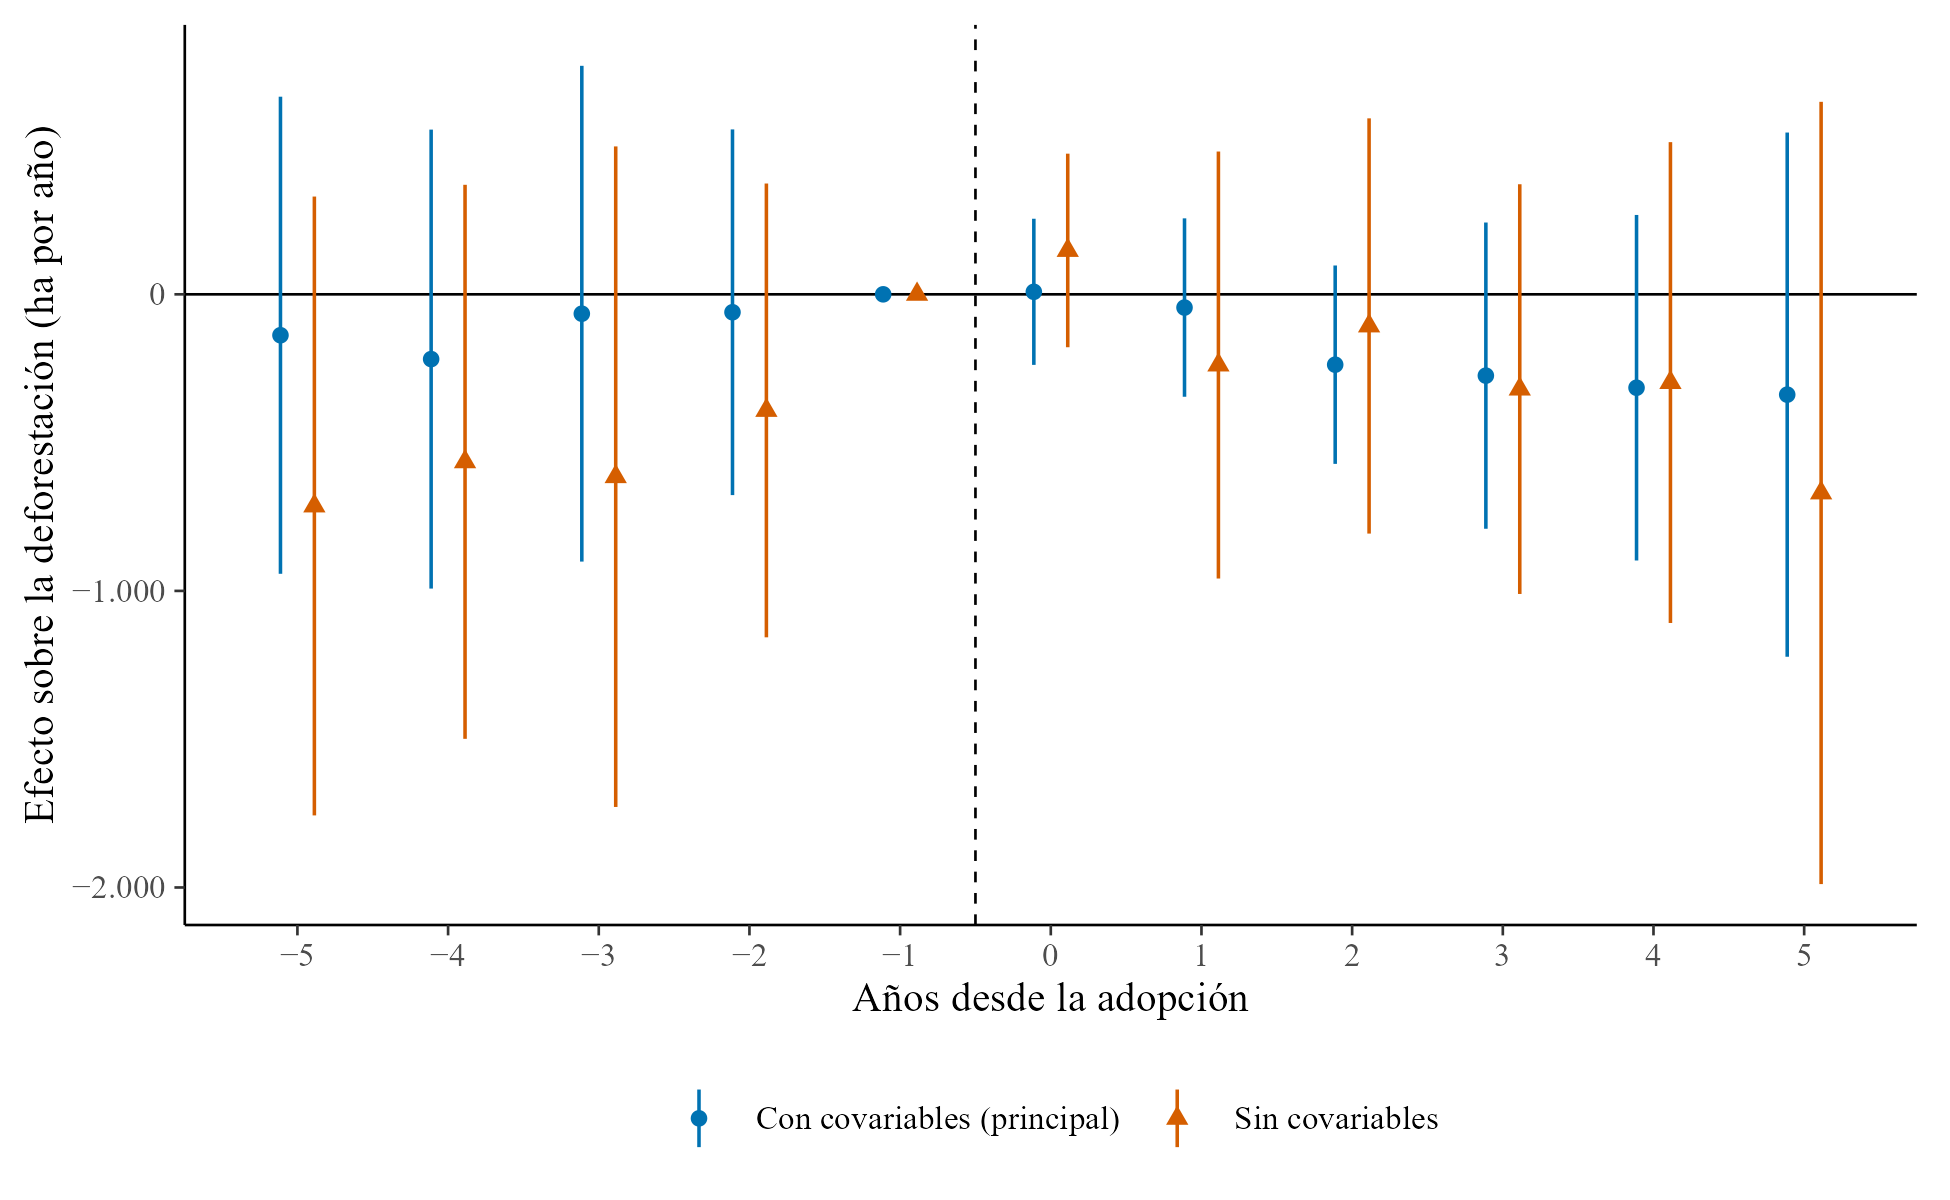 Efecto sobre la deforestación (ha por año)
0
−1.000
−2.000
−5 −4 −3 −2 −1 0 1 2 3 4 5
Años desde la adopción
Con covariables (principal) Sin covariables